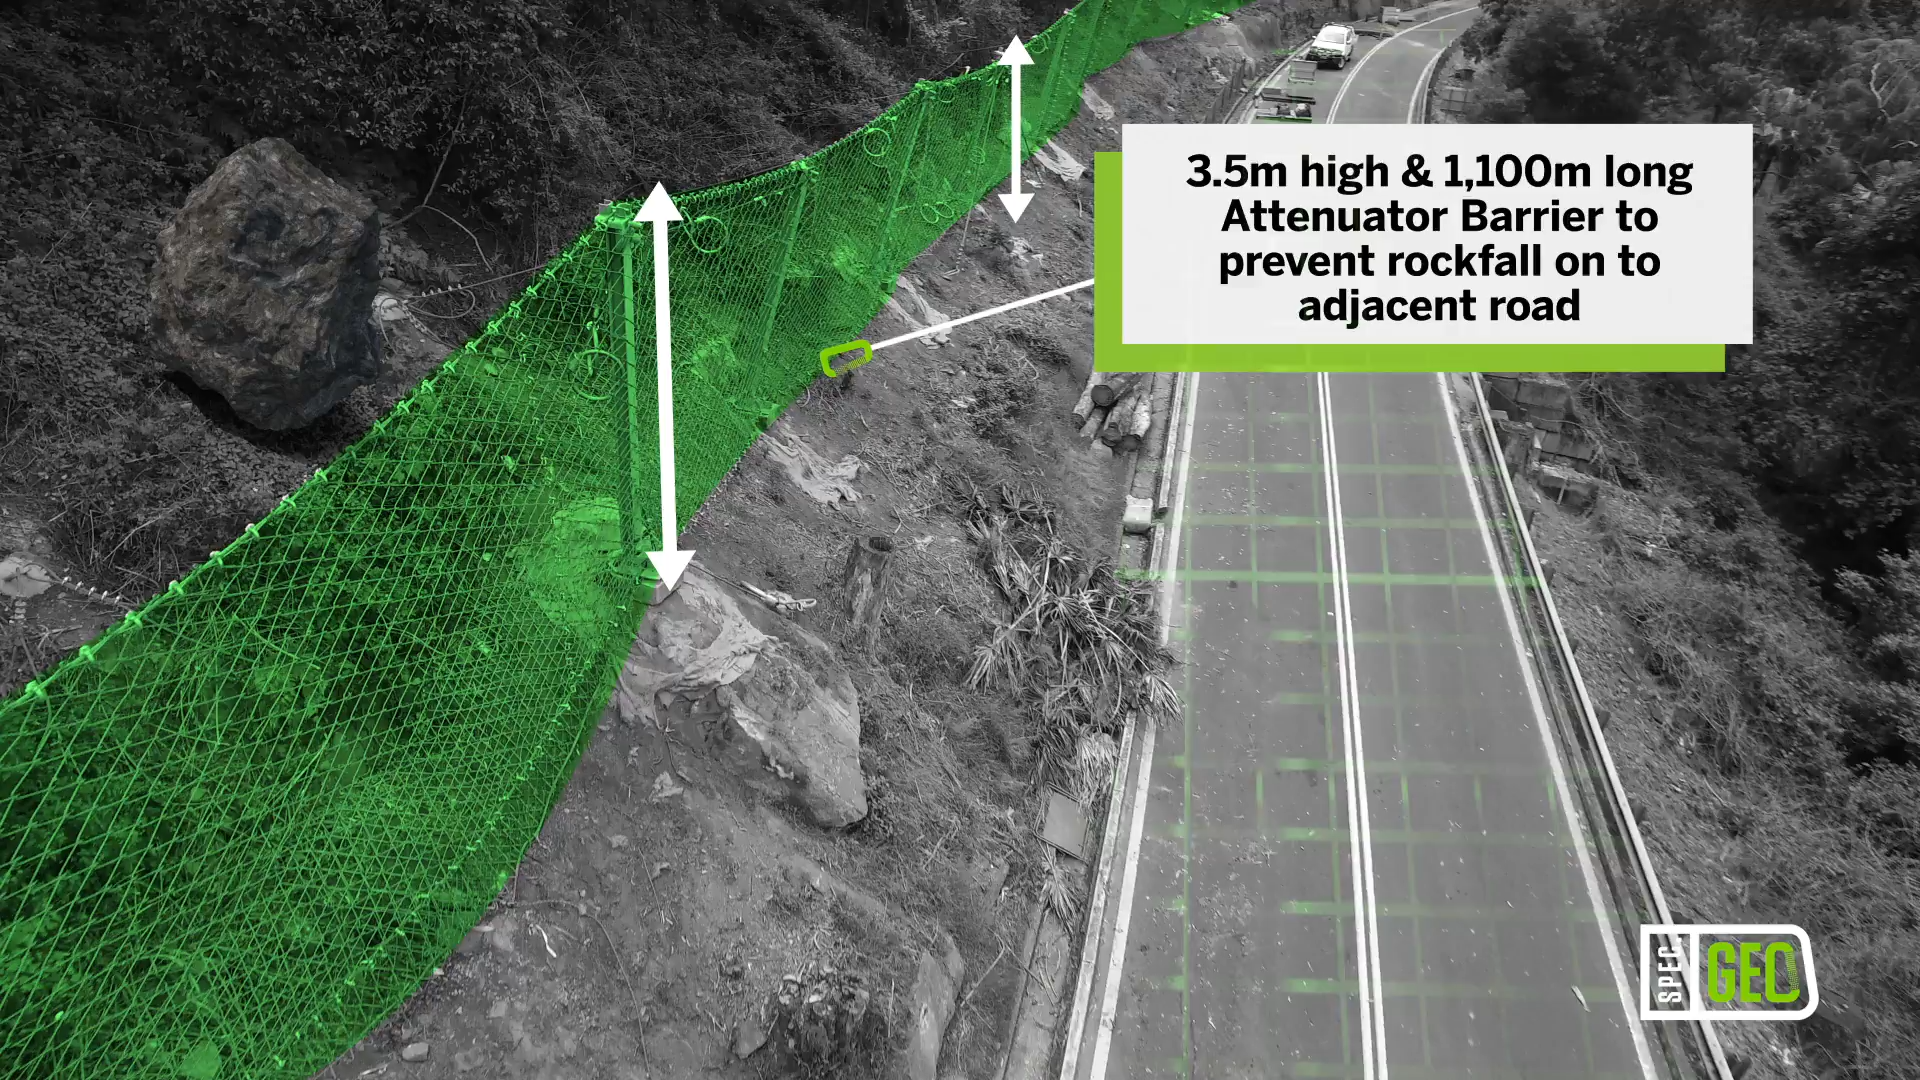 3.5m high & 1,100m long
Attenuator Barrier to
prevent rockfall on to
adjacent road
SPEC
GEO